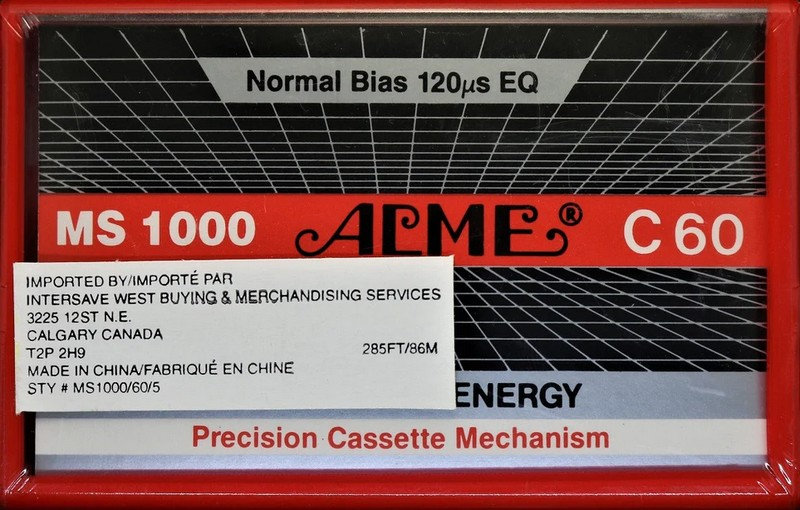 Normal Bias 120µs EQ
MS 1000 ACME® C 60
IMPORTED BY/IMPORTÉ PAR
INTERSAVE WEST BUYING & MERCHANDISING SERVICES
3225 12ST N.E.
CALGARY CANADA
T2P 2H9 285FT/86M
MADE IN CHINA/FABRIQUÉ EN CHINE
STY # MS1000/60/5
ENERGY
Precision Cassette Mechanism